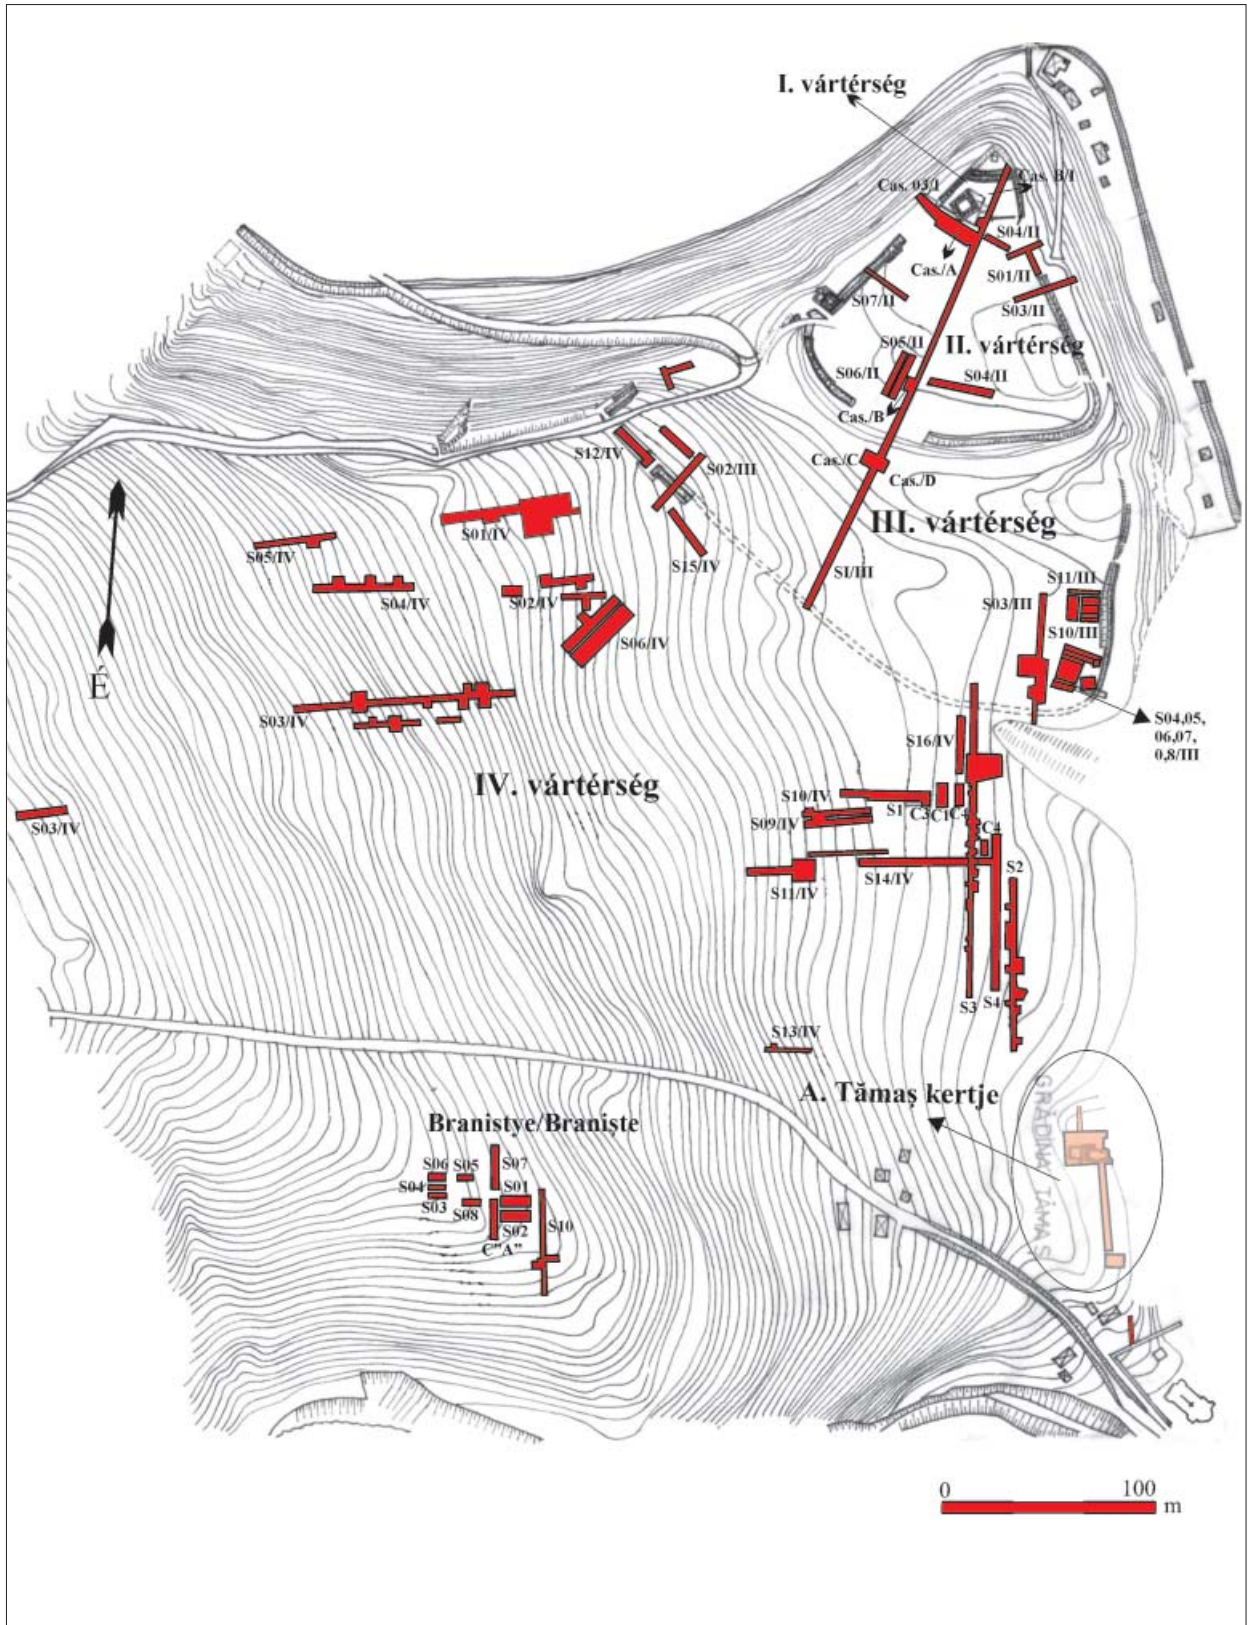 I. vártérség
Cas. 03/I
Cas. B/I
S04/II
Cas./A
S01/II
S07/II
S03/II
S05/II
II. vártérség
S06/II
S04/II
Cas./B
S12/IV
S02/III
Cas./C
Cas./D
III. vártérség
S01/IV
S05/IV
S15/IV
SI/III
S11/III
S04/IV
S02/IV
S03/III
S06/IV
S10/III
É
S03/IV
S04,05,
06,07,
0,8/III
S16/IV
IV. vártérség
S10/IV
S1
C3
C1
C4
S09/IV
S03/IV
C4
S2
S11/IV
S14/IV
S3
S4
S13/IV
A. Tămaș kertje
GRĂDINA TĂMAȘ
Branistye/Braniște
S06
S05
S07
S04
S01
S03
S08
S02
S10
C"A"
0 100
m